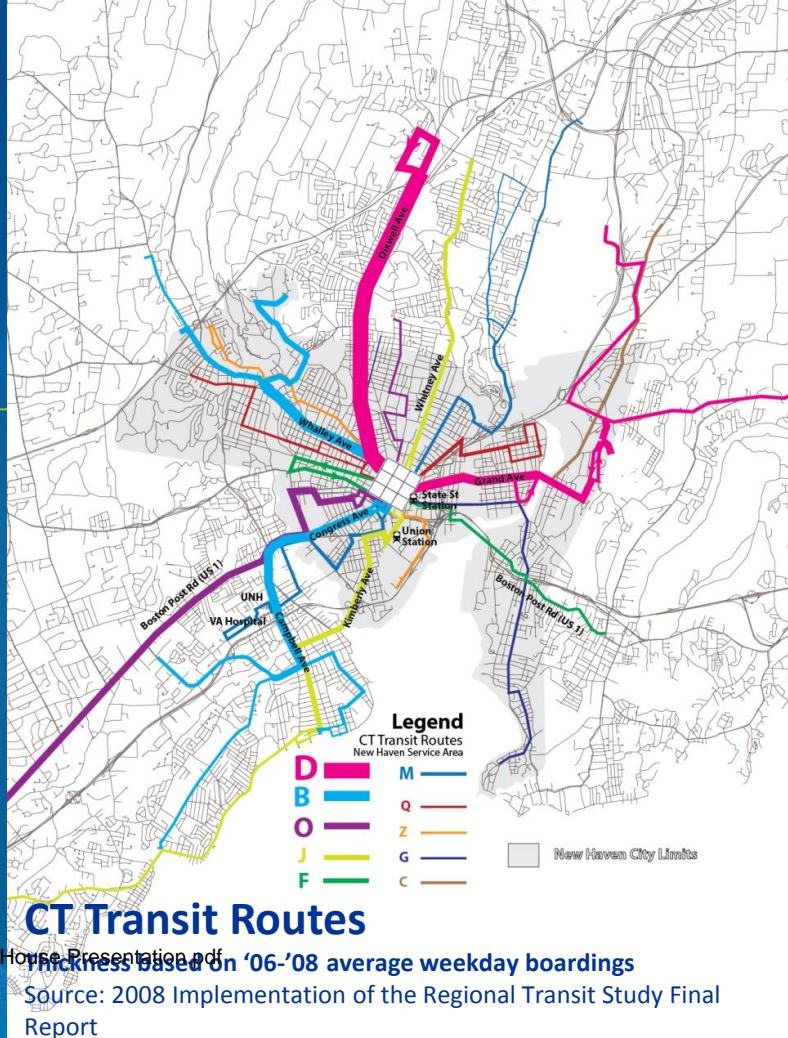 Dixwell Ave
Whitney Ave
Whalley Ave
Grand Ave
State St
Station
Congress Ave
Union
Station
Boston Post Rd (US 1)
Kimberly Ave
Boston Post Rd (US 1)
UNH
VA Hospital
Campbell Ave
Legend
CT Transit Routes
New Haven Service Area
D
M
B
Q
O
Z
J
G
F
C
New Haven City Limits
CT Transit Routes
House Presentation.pdf
Thickness based on ‘06-’08 average weekday boardings
Source: 2008 Implementation of the Regional Transit Study Final
Report